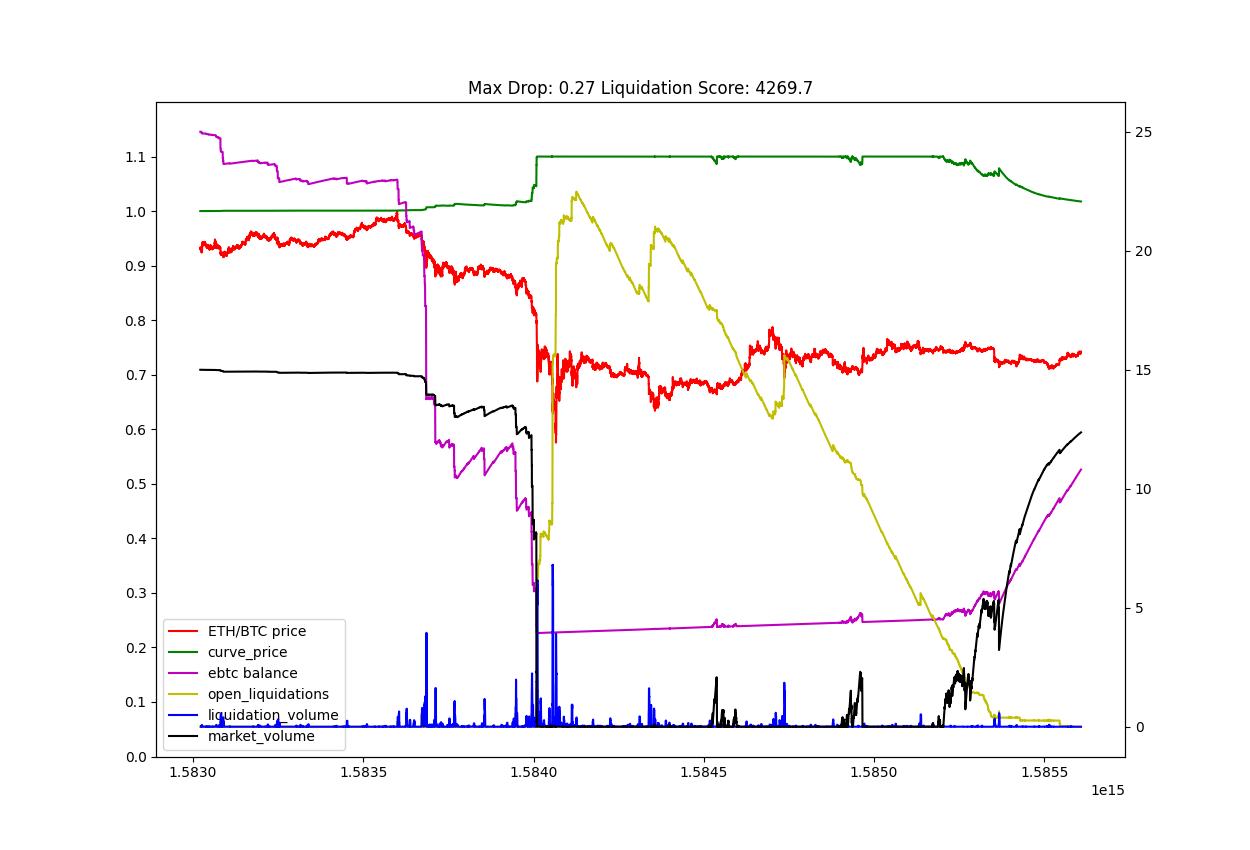 Max Drop: 0.27 Liquidation Score: 4269.7
1.1
1.0
0.9
0.8
0.7
0.6
0.5
0.4
0.3
0.2
0.1
0.0
25
20
15
10
5
0
ETH/BTC price
curve_price
ebtc balance
open_liquidations
liquidation_volume
market_volume
1.5830 1.5835 1.5840 1.5845 1.5850 1.5855
1e15